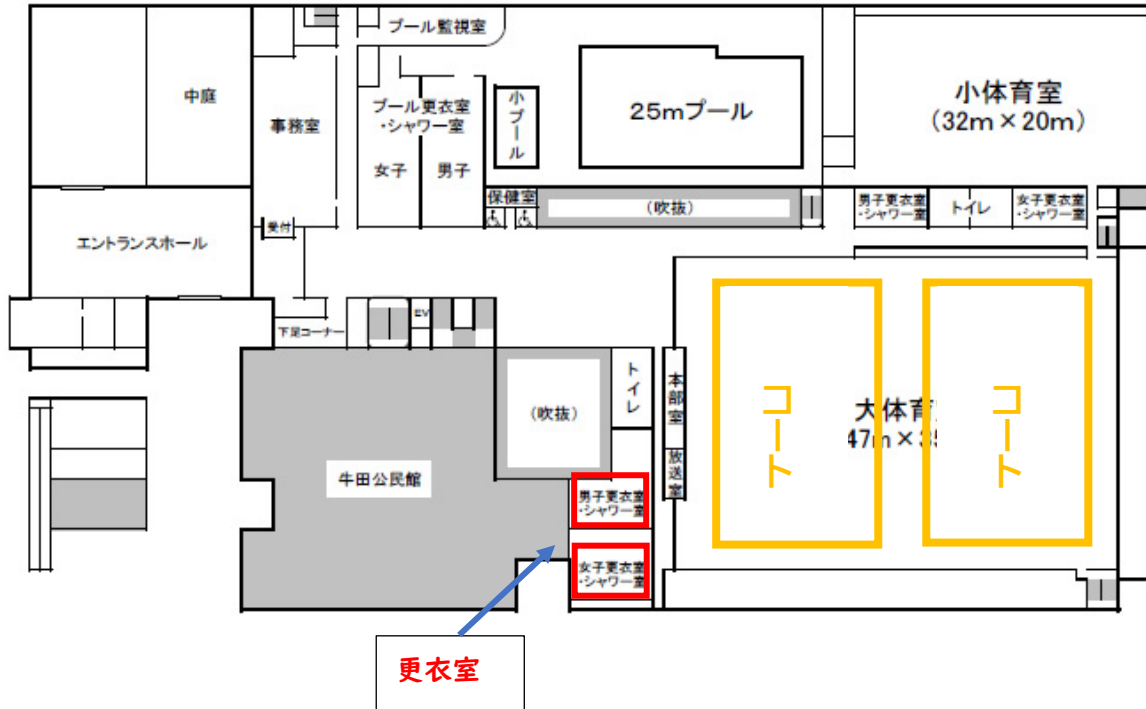 プール監視室
中庭
事務室
プール更衣室
・シャワー室
女子
男子
小プール
25mプール
小体育室
(32m×20m)
保健室
(吹抜)
男子更衣室
・シャワー室
トイレ
女子更衣室
・シャワー室
受付
エントランスホール
下足コーナー
EV
(吹抜)
トイレ
本部室
放送室
コート
大体育
47m×35
コート
牛田公民館
男子更衣室
・シャワー室
女子更衣室
・シャワー室
更衣室